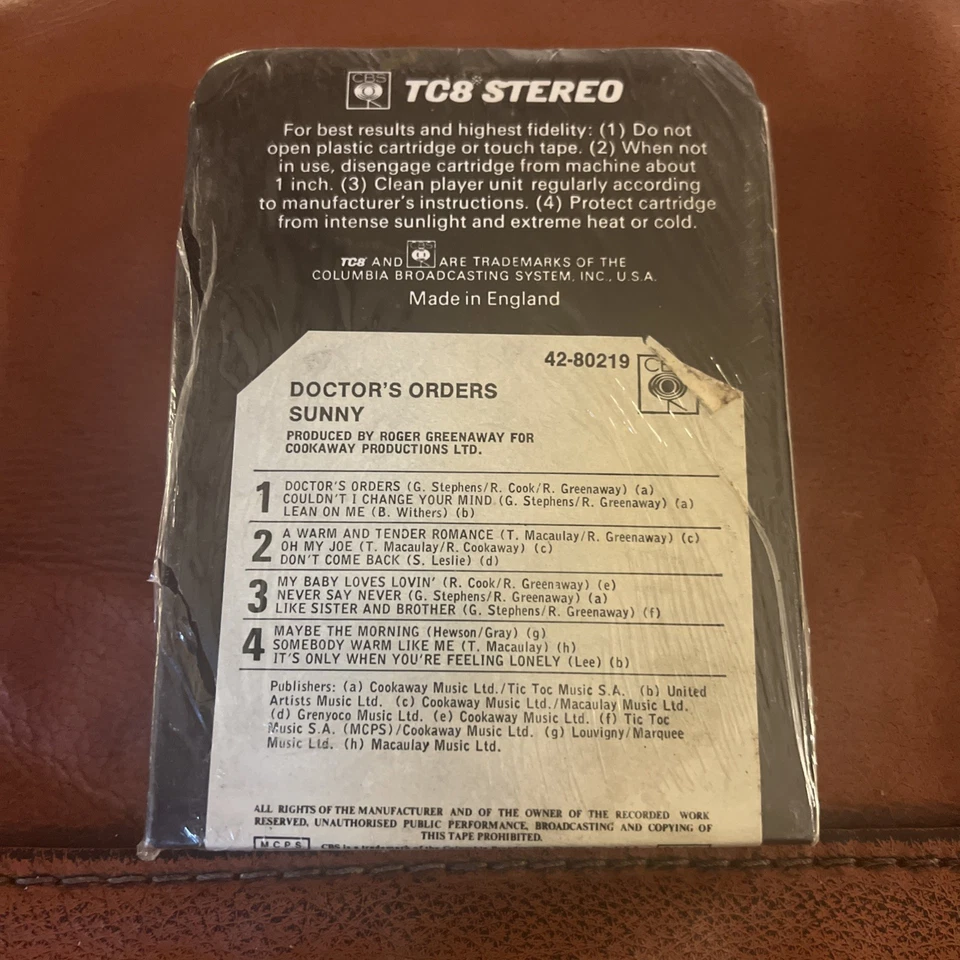 CBS TC8 STEREO
For best results and highest fidelity: (1) Do not
open plastic cartridge or touch tape. (2) When not
in use, disengage cartridge from machine about
1 inch. (3) Clean player unit regularly according
to manufacturer's instructions. (4) Protect cartridge
from intense sunlight and extreme heat or cold.
TC8 AND CBS ARE TRADEMARKS OF THE
COLUMBIA BROADCASTING SYSTEM, INC., U.S.A.
Made in England
42-80219
DOCTOR'S ORDERS
SUNNY
PRODUCED BY ROGER GREENAWAY FOR
COOKAWAY PRODUCTIONS LTD.
1 DOCTOR'S ORDERS (G. Stephens/R. Cook/R. Greenaway) (a)
COULDN'T I CHANGE YOUR MIND (G. Stephens/R. Greenaway) (a)
LEAN ON ME (B. Withers) (b)
2 A WARM AND TENDER ROMANCE (T. Macaulay/R. Greenaway) (c)
OH MY JOE (T. Macaulay/R. Cookaway) (c)
DON'T COME BACK (S. Leslie) (d)
3 MY BABY LOVES LOVIN' (R. Cook/R. Greenaway) (e)
NEVER SAY NEVER (G. Stephens/R. Greenaway) (a)
LIKE SISTER AND BROTHER (G. Stephens/R. Greenaway) (f)
4 MAYBE THE MORNING (Hewson/Gray) (g)
SOMEBODY WARM LIKE ME (T. Macaulay) (h)
IT'S ONLY WHEN YOU'RE FEELING LONELY (Lee) (b)
Publishers: (a) Cookaway Music Ltd./Tic Toc Music S.A. (b) United
Artists Music Ltd. (c) Cookaway Music Ltd./Macaulay Music Ltd.
(d) Grenyoco Music Ltd. (e) Cookaway Music Ltd. (f) Tic Toc
Music S.A. (MCPS)/Cookaway Music Ltd. (g) Louvigny/Marquee
Music Ltd. (h) Macaulay Music Ltd.
ALL RIGHTS OF THE MANUFACTURER AND OF THE OWNER OF THE RECORDED WORK
RESERVED, UNAUTHORISED PUBLIC PERFORMANCE, BROADCASTING AND COPYING OF
THIS TAPE PROHIBITED.
MCPS CBS is a trademark of the